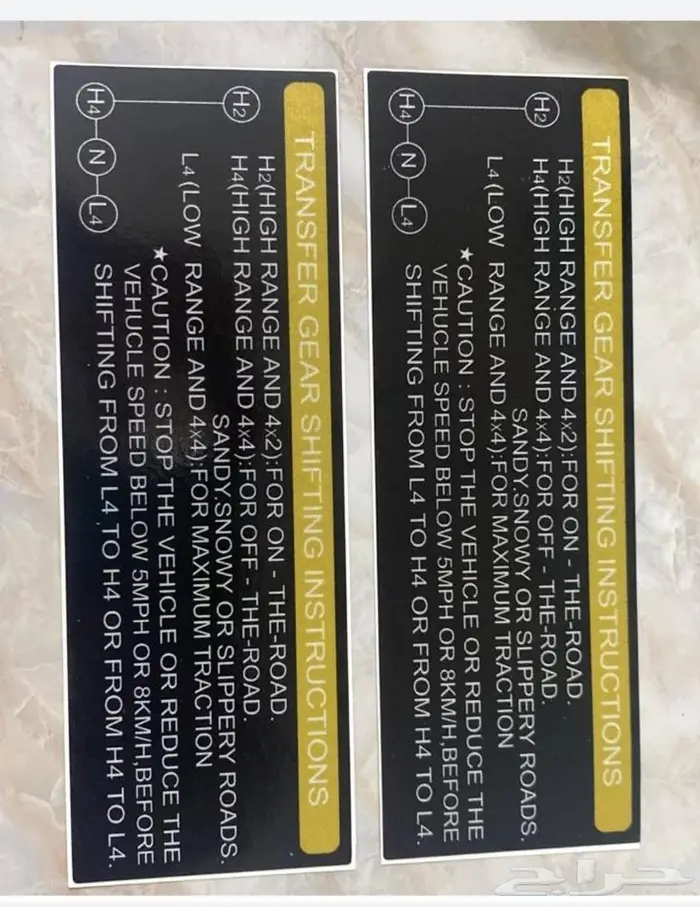 TRANSFER GEAR SHIFTING INSTRUCTIONS
H2
H4
N
L4
H2(HIGH RANGE AND 4x2):FOR ON - THE-ROAD.
H4(HIGH RANGE AND 4x4):FOR OFF - THE-ROAD.
SANDY.SNOWY OR SLIPPERY ROADS.
L4(LOW RANGE AND 4x4):FOR MAXIMUM TRACTION
★CAUTION : STOP THE VEHICLE OR REDUCE THE
VEHUCLE SPEED BELOW 5MPH OR 8KM/H,BEFORE
SHIFTING FROM L4 TO H4 OR FROM H4 TO L4.
TRANSFER GEAR SHIFTING INSTRUCTIONS
H2
H4
N
L4
H2(HIGH RANGE AND 4x2):FOR ON - THE-ROAD.
H4(HIGH RANGE AND 4x4):FOR OFF - THE-ROAD.
SANDY.SNOWY OR SLIPPERY ROADS.
L4(LOW RANGE AND 4x4):FOR MAXIMUM TRACTION
★CAUTION : STOP THE VEHICLE OR REDUCE THE
VEHUCLE SPEED BELOW 5MPH OR 8KM/H,BEFORE
SHIFTING FROM L4 TO H4 OR FROM H4 TO L4.
حراج